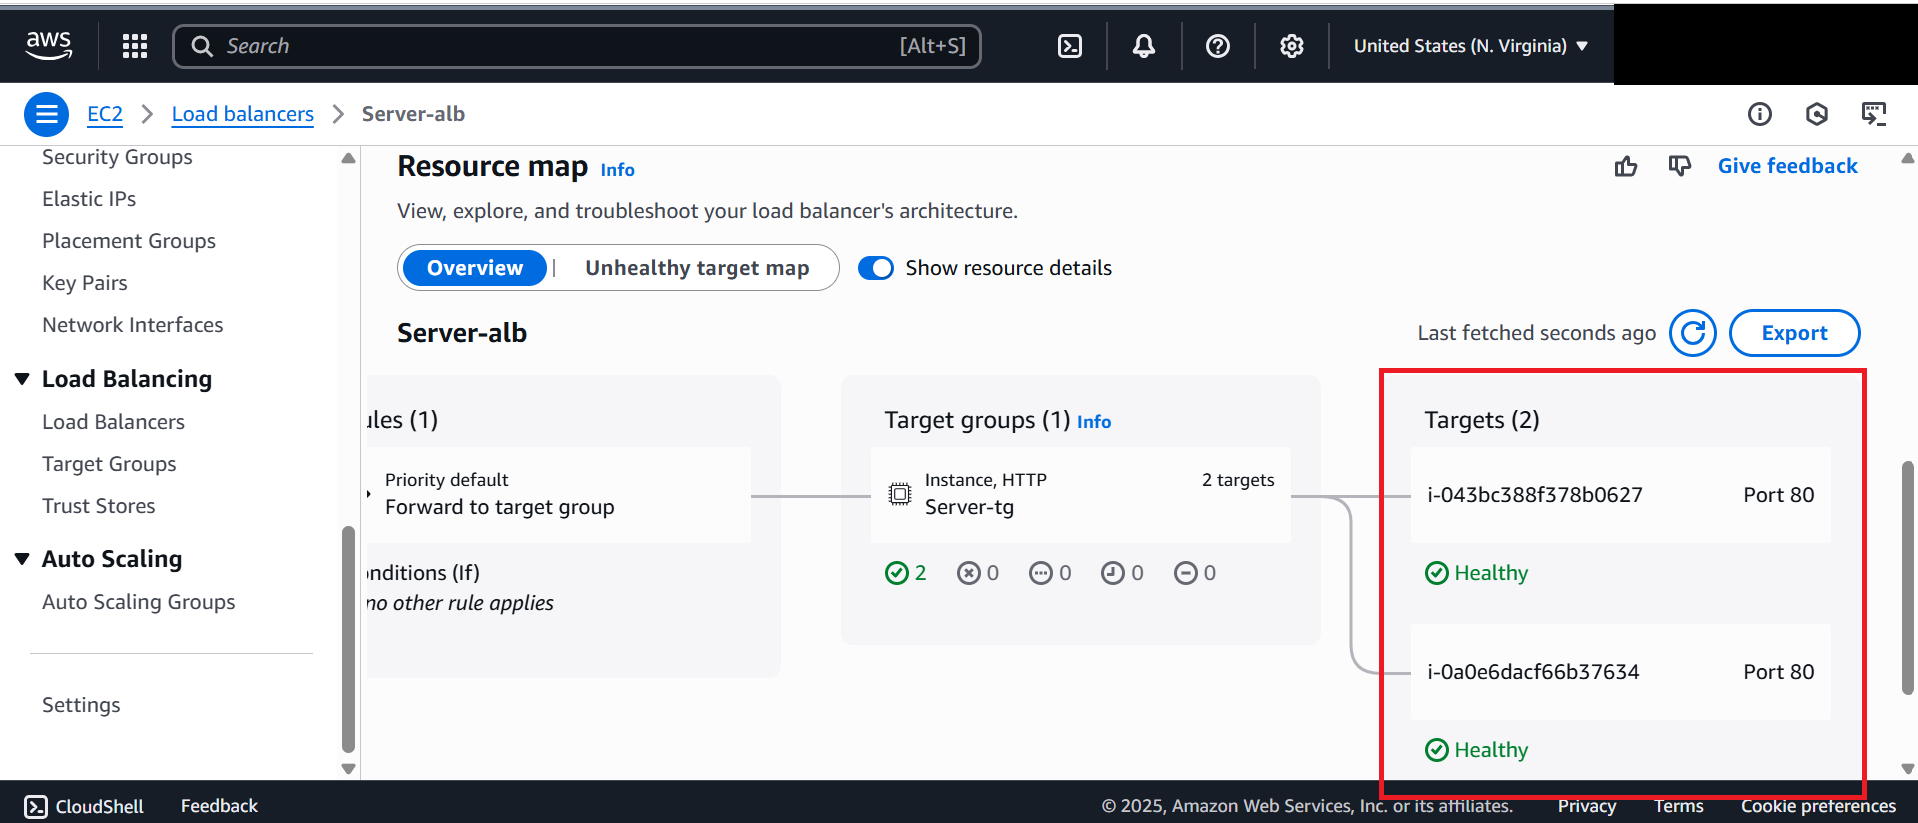 aws
Search [Alt+S]
United States (N. Virginia)
EC2 Load balancers Server-alb
Security Groups
Elastic IPs
Placement Groups
Key Pairs
Network Interfaces
Load Balancing
Load Balancers
Target Groups
Trust Stores
Auto Scaling
Auto Scaling Groups
Settings
Resource map Info
Give feedback
View, explore, and troubleshoot your load balancer's architecture.
Overview | Unhealthy target map
Show resource details
Server-alb
Last fetched seconds ago
Export
ules (1)
Priority default
Forward to target group
onditions (If)
no other rule applies
Target groups (1) Info
Instance, HTTP 2 targets
Server-tg
2 0 0 0 0
Targets (2)
i-043bc388f378b0627 Port 80
Healthy
i-0a0e6dacf66b37634 Port 80
Healthy
CloudShell Feedback
© 2025, Amazon Web Services, Inc. or its affiliates. Privacy Terms Cookie preferences